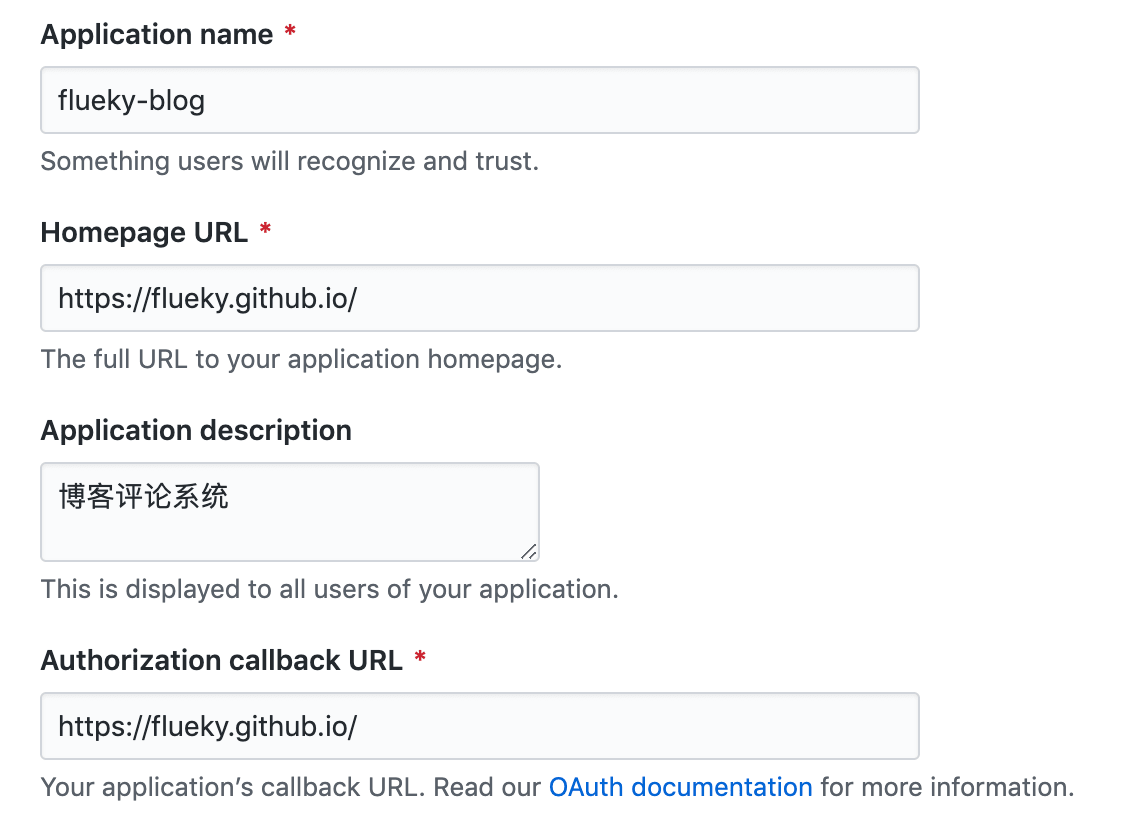 Application name *
flueky-blog
Something users will recognize and trust.
Homepage URL *
https://flueky.github.io/
The full URL to your application homepage.
Application description
博客评论系统
This is displayed to all users of your application.
Authorization callback URL *
https://flueky.github.io/
Your application’s callback URL. Read our OAuth documentation for more information.